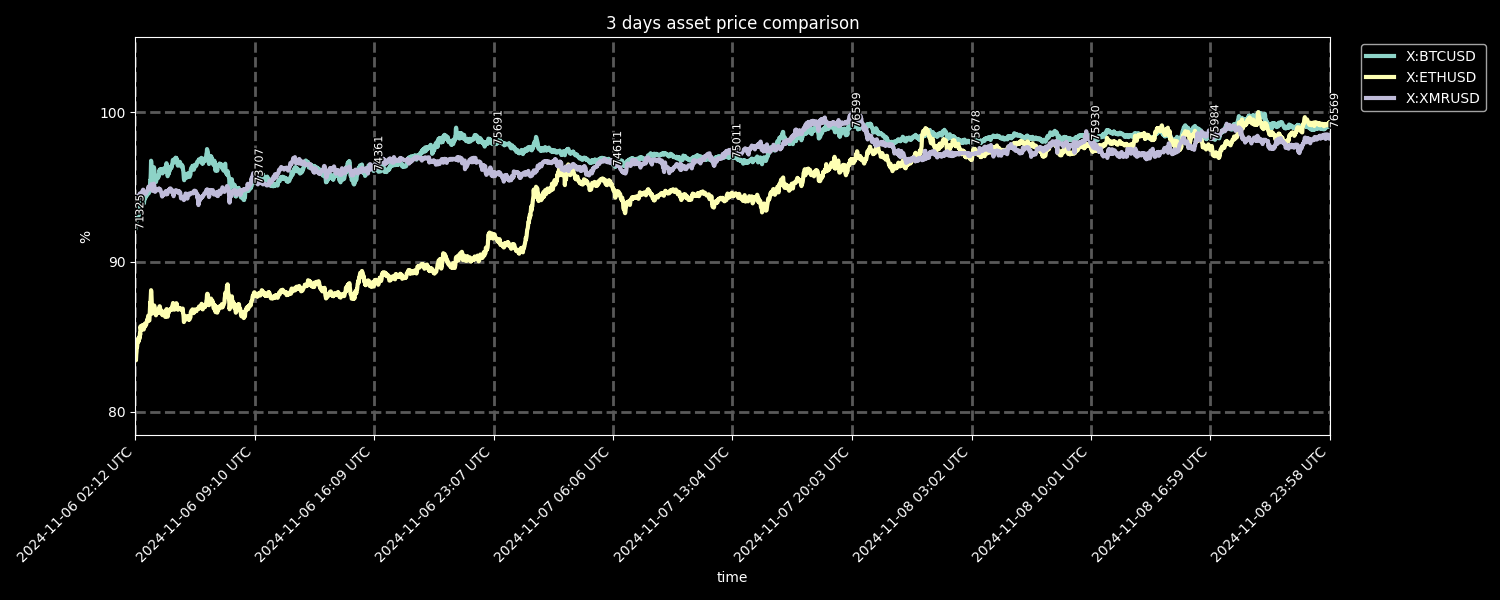 3 days asset price comparison
X:BTCUSD
X:ETHUSD
X:XMRUSD
100
90
80
%
71325
73707
74361
75691
74611
75011
76599
75678
75930
75984
76569
2024-11-06 02:12 UTC
2024-11-06 09:10 UTC
2024-11-06 16:09 UTC
2024-11-06 23:07 UTC
2024-11-07 06:06 UTC
2024-11-07 13:04 UTC
2024-11-07 20:03 UTC
2024-11-08 03:02 UTC
2024-11-08 10:01 UTC
2024-11-08 16:59 UTC
2024-11-08 23:58 UTC
time